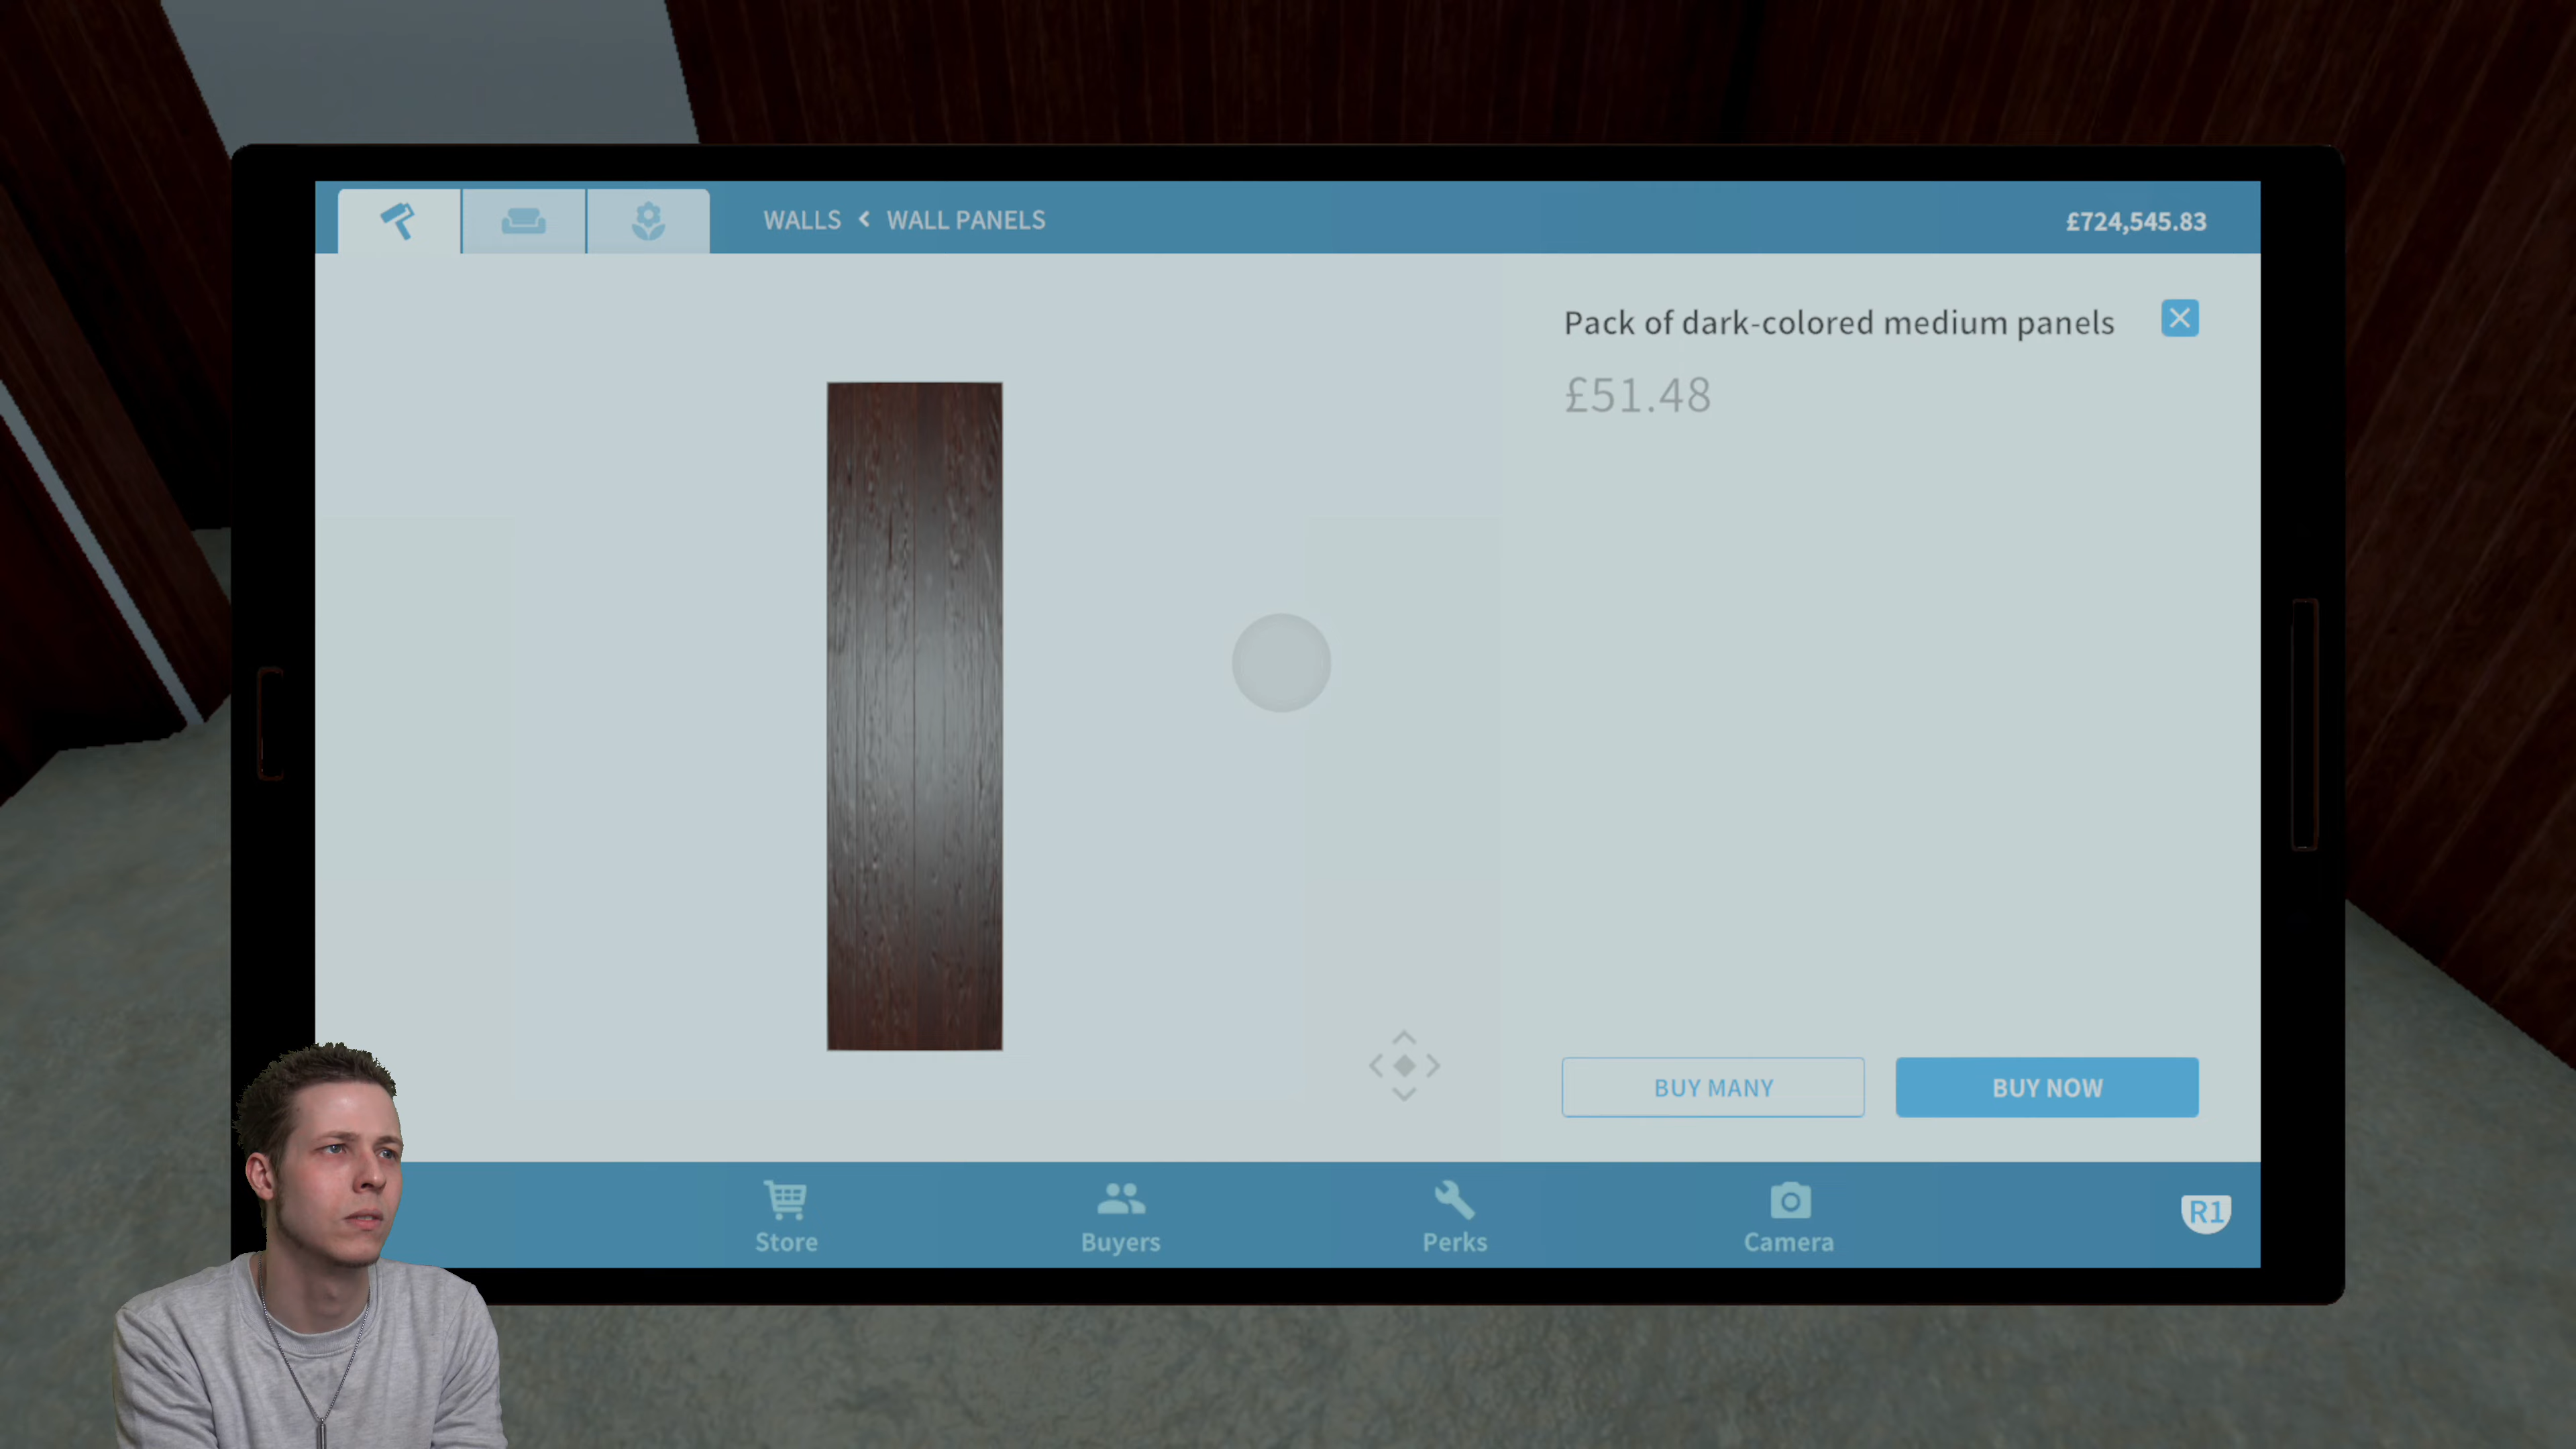 WALLS < WALL PANELS
£724,545.83
Pack of dark-colored medium panels
£51.48
BUY MANY
BUY NOW
Store
Buyers
Perks
Camera
R1